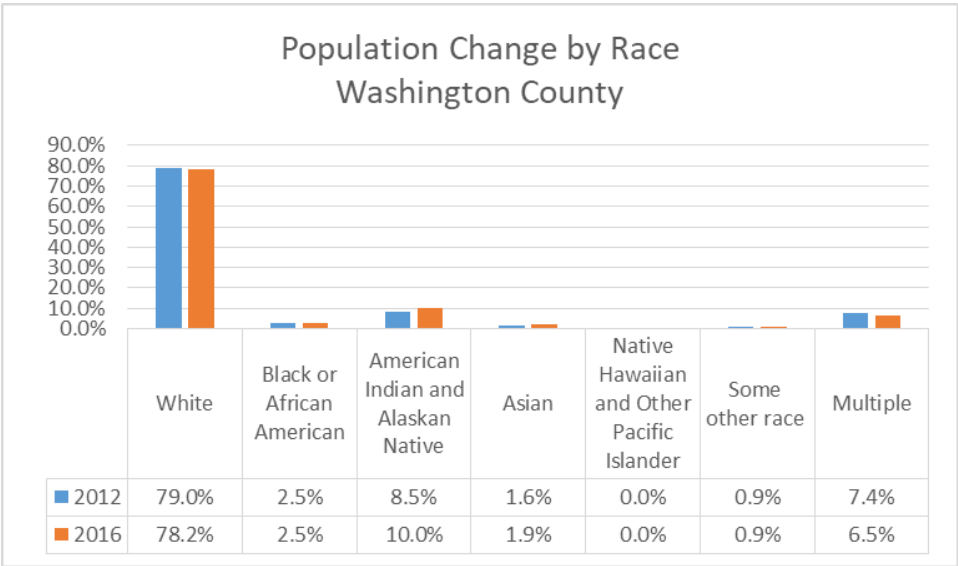 Population Change by Race
Washington County
90.0%
80.0%
70.0%
60.0%
50.0%
40.0%
30.0%
20.0%
10.0%
0.0%
White
Black or
African
American
American
Indian and
Alaskan
Native
Asian
Native
Hawaiian
and Other
Pacific
Islander
Some
other race
Multiple
2012 79.0% 2.5% 8.5% 1.6% 0.0% 0.9% 7.4%
2016 78.2% 2.5% 10.0% 1.9% 0.0% 0.9% 6.5%